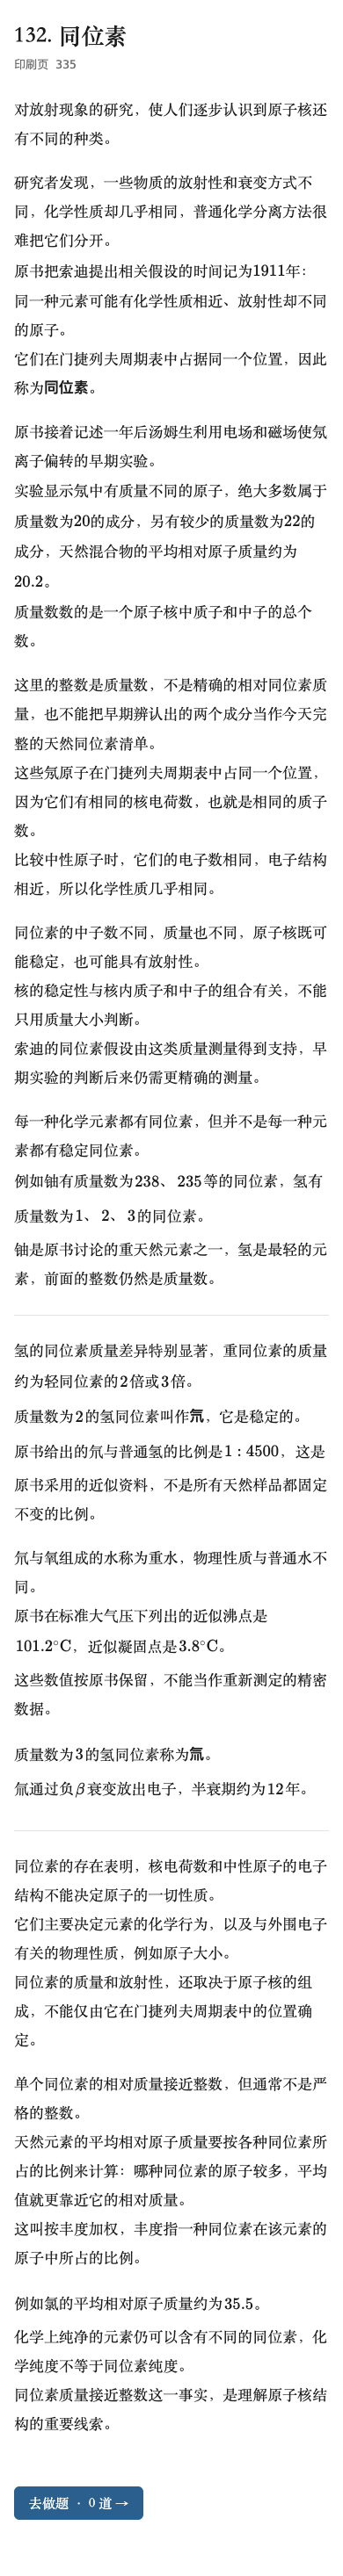 132. 同位素
印刷页 335
对放射现象的研究，使人们逐步认识到原子核还
有不同的种类。
研究者发现，一些物质的放射性和衰变方式不
同，化学性质却几乎相同，普通化学分离方法很
难把它们分开。
原书把索迪提出相关假设的时间记为1911年：
同一种元素可能有化学性质相近、放射性却不同
的原子。
它们在门捷列夫周期表中占据同一个位置，因此
称为同位素。
原书接着记述一年后汤姆生利用电场和磁场使氖
离子偏转的早期实验。
实验显示氖中有质量不同的原子，绝大多数属于
质量数为20的成分，另有较少的质量数为22的
成分，天然混合物的平均相对原子质量约为
20.2。
质量数数的是一个原子核中质子和中子的总个
数。
这里的整数是质量数，不是精确的相对同位素质
量，也不能把早期辨认出的两个成分当作今天完
整的天然同位素清单。
这些氖原子在门捷列夫周期表中占同一个位置，
因为它们有相同的核电荷数，也就是相同的质子
数。
比较中性原子时，它们的电子数相同，电子结构
相近，所以化学性质几乎相同。
同位素的中子数不同，质量也不同，原子核既可
能稳定，也可能具有放射性。
核的稳定性与核内质子和中子的组合有关，不能
只用质量大小判断。
索迪的同位素假设由这类质量测量得到支持，早
期实验的判断后来仍需更精确的测量。
每一种化学元素都有同位素，但并不是每一种元
素都有稳定同位素。
例如铀有质量数为238、235等的同位素，氢有
质量数为1、2、3的同位素。
铀是原书讨论的重天然元素之一，氢是最轻的元
素，前面的整数仍然是质量数。
氢的同位素质量差异特别显著，重同位素的质量
约为轻同位素的2倍或3倍。
质量数为2的氢同位素叫作氘，它是稳定的。
原书给出的氘与普通氢的比例是1 : 4500，这是
原书采用的近似资料，不是所有天然样品都固定
不变的比例。
氘与氧组成的水称为重水，物理性质与普通水不
同。
原书在标准大气压下列出的近似沸点是
101.2°C，近似凝固点是3.8°C。
这些数值按原书保留，不能当作重新测定的精密
数据。
质量数为3的氢同位素称为氚。
氚通过负β衰变放出电子，半衰期约为12年。
同位素的存在表明，核电荷数和中性原子的电子
结构不能决定原子的一切性质。
它们主要决定元素的化学行为，以及与外围电子
有关的物理性质，例如原子大小。
同位素的质量和放射性，还取决于原子核的组
成，不能仅由它在门捷列夫周期表中的位置确
定。
单个同位素的相对质量接近整数，但通常不是严
格的整数。
天然元素的平均相对原子质量要按各种同位素所
占的比例来计算：哪种同位素的原子较多，平均
值就更靠近它的相对质量。
这叫按丰度加权，丰度指一种同位素在该元素的
原子中所占的比例。
例如氯的平均相对原子质量约为35.5。
化学上纯净的元素仍可以含有不同的同位素，化
学纯度不等于同位素纯度。
同位素质量接近整数这一事实，是理解原子核结
构的重要线索。
去做题 · 0 道 →